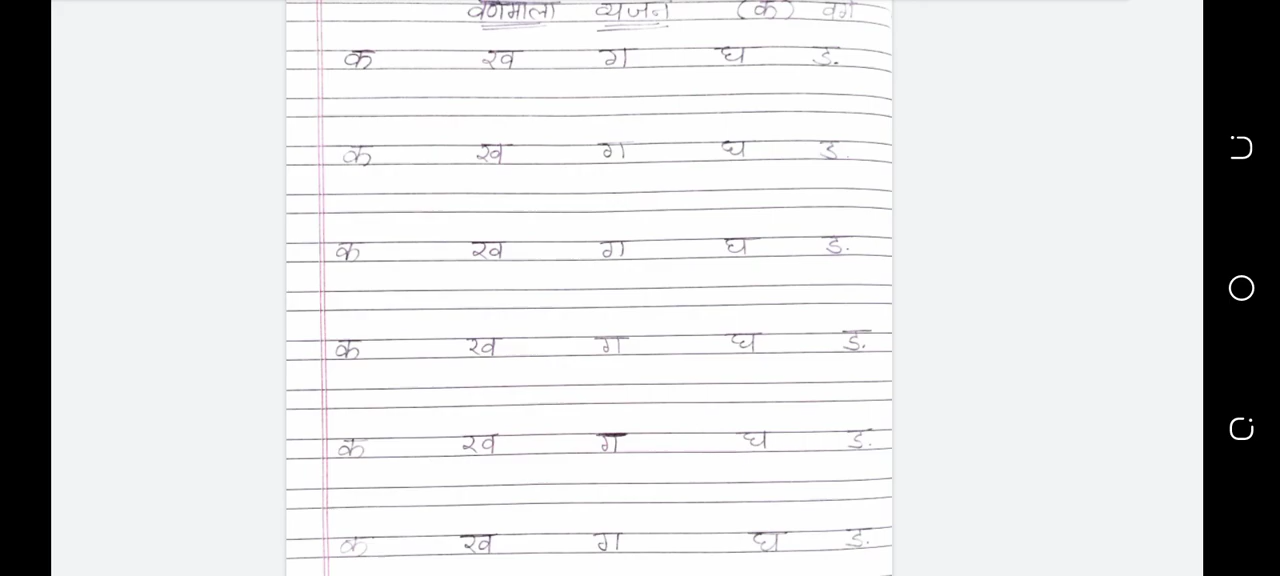 वर्णमाला व्यंजन (क) वर्ग
क ख ग घ ङ
क ख ग घ ङ
क ख ग घ ङ
क ख ग घ ङ
क ख ग घ ङ
क ख ग घ ङ